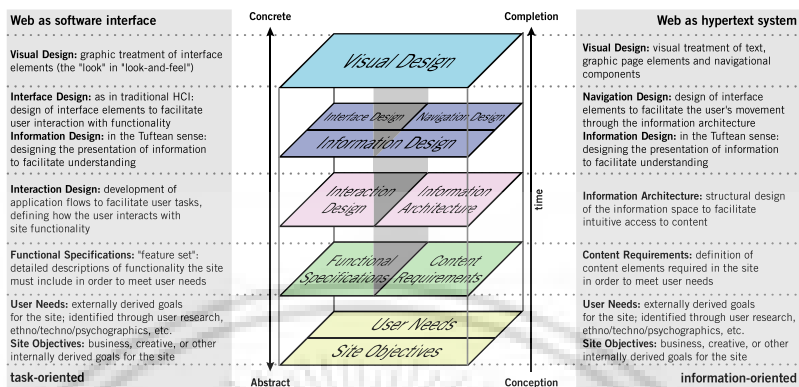 Web as software interface
Visual Design: graphic treatment of interface
elements (the "look" in "look-and-feel")
Interface Design: as in traditional HCI:
design of interface elements to facilitate
user interaction with functionality
Information Design: in the Tuftean sense:
designing the presentation of information
to facilitate understanding
Interaction Design: development of
application flows to facilitate user tasks,
defining how the user interacts with
site functionality
Functional Specifications: "feature set":
detailed descriptions of functionality the site
must include in order to meet user needs
User Needs: externally derived goals
for the site; identified through user research,
ethno/techno/psychographics, etc.
Site Objectives: business, creative, or other
internally derived goals for the site
task-oriented
Concrete
Completion
Visual Design
Interface Design
Navigation Design
Information Design
Interaction
Design
Information
Architecture
Functional
Specifications
Content
Requirements
User Needs
Site Objectives
time
Abstract
Conception
Web as hypertext system
Visual Design: visual treatment of text,
graphic page elements and navigational
components
Navigation Design: design of interface
elements to facilitate the user's movement
through the information architecture
Information Design: in the Tuftean sense:
designing the presentation of information
to facilitate understanding
Information Architecture: structural design
of the information space to facilitate
intuitive access to content
Content Requirements: definition of
content elements required in the site
in order to meet user needs
User Needs: externally derived goals
for the site; identified through user research,
ethno/techno/psychographics, etc.
Site Objectives: business, creative, or other
internally derived goals for the site
information-oriented